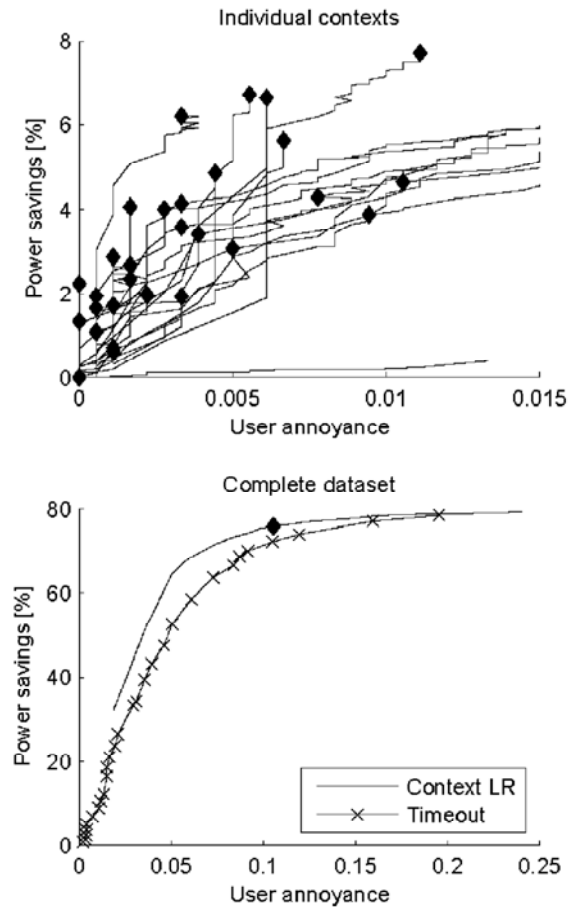 Individual contexts
8
6
4
2
0
Power savings [%]
0 0.005 0.01 0.015
User annoyance
Complete dataset
80
60
40
20
0
Power savings [%]
Context LR
Timeout
0 0.05 0.1 0.15 0.2 0.25
User annoyance